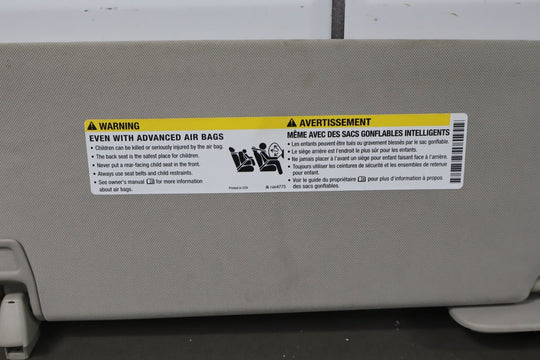 WARNING
EVEN WITH ADVANCED AIR BAGS
• Children can be killed or seriously injured by the air bag.
• The back seat is the safest place for children.
• Never put a rear-facing child seat in the front.
• Always use seat belts and child restraints.
• See owner's manual for more information
about air bags.
AVERTISSEMENT
MÊME AVEC DES SACS GONFLABLES INTELLIGENTS
• Les enfants peuvent être tués ou gravement blessés par le sac gonflable.
• Le siège arrière est l'endroit le plus sûr pour les enfants.
• Ne jamais placer à l'avant un siège pour enfant faisant face à l'arrière.
• Toujours utiliser les ceintures de sécurité et les ensembles de retenue
pour enfant.
• Voir le guide du propriétaire pour plus d'information à propos
des sacs gonflables.